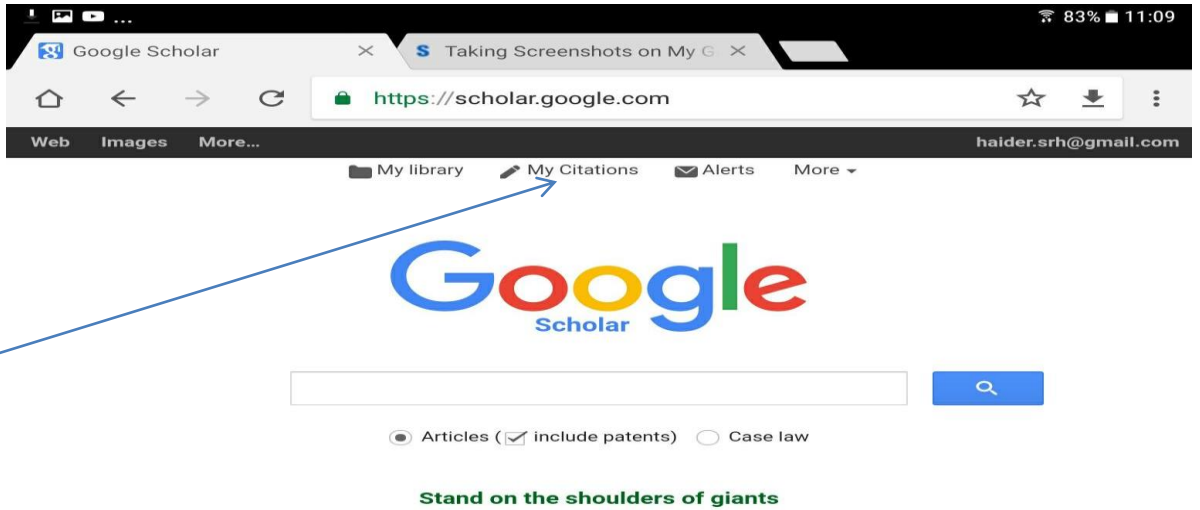 ... 83% 11:09
Google Scholar Taking Screenshots on My G
https://scholar.google.com
Web Images More... haider.srh@gmail.com
My library My Citations Alerts More
Google
Scholar
Articles ( include patents) Case law
Stand on the shoulders of giants